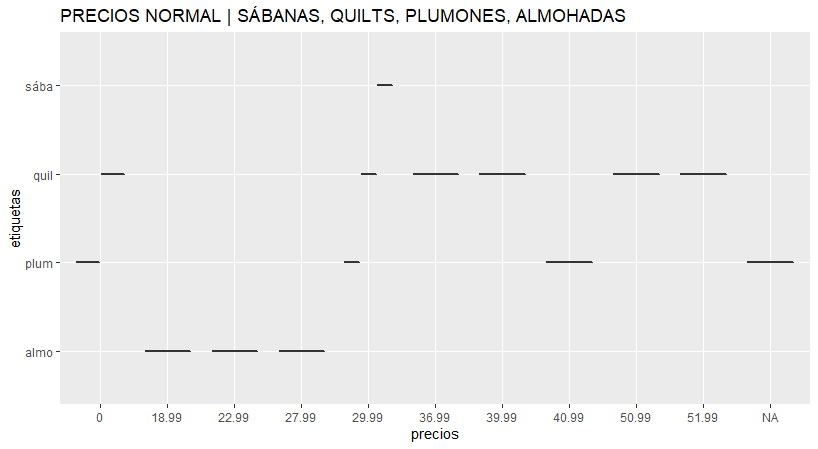 PRECIOS NORMAL | SÁBANAS, QUILTS, PLUMONES, ALMOHADAS
etiquetas
sába
quil
plum
almo
0 18.99 22.99 27.99 29.99 36.99 39.99 40.99 50.99 51.99 NA
precios